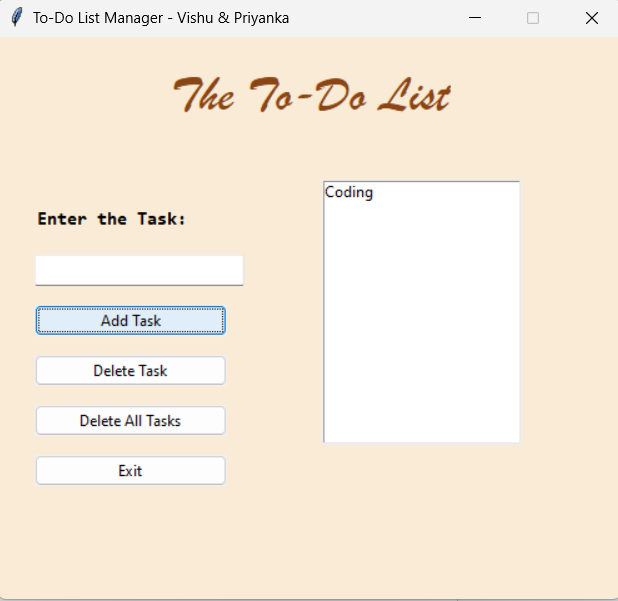 To-Do List Manager - Vishu & Priyanka
The To-Do List
Enter the Task:
Add Task
Delete Task
Delete All Tasks
Exit
Coding